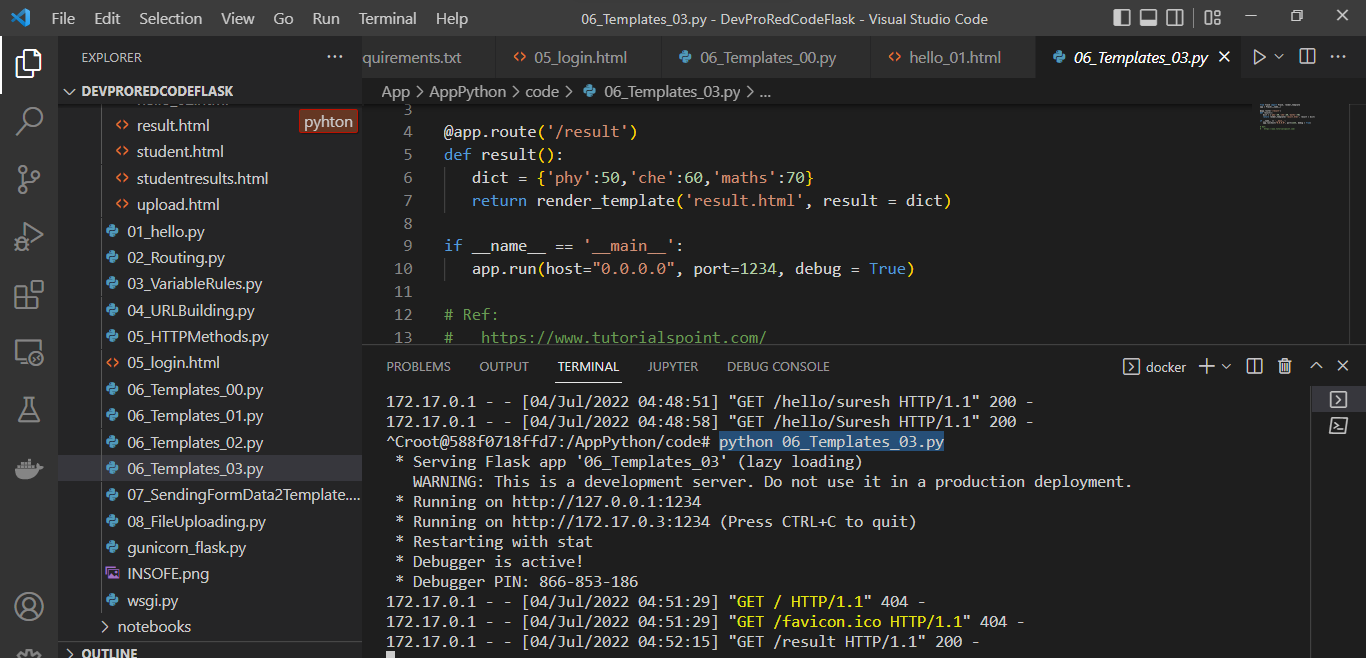 File Edit Selection View Go Run Terminal Help 06_Templates_03.py - DevProRedCodeFlask - Visual Studio Code
EXPLORER
quirements.txt
05_login.html
06_Templates_00.py
hello_01.html
06_Templates_03.py
DEVPROREDCODEFLASK
App > AppPython > code > 06_Templates_03.py > ...
result.html
pyhton
student.html
studentresults.html
upload.html
01_hello.py
02_Routing.py
03_VariableRules.py
04_URLBuilding.py
05_HTTPMethods.py
05_login.html
06_Templates_00.py
06_Templates_01.py
06_Templates_02.py
06_Templates_03.py
07_SendingFormData2Template....
08_FileUploading.py
gunicorn_flask.py
INSOFE.png
wsgi.py
notebooks
OUTLINE
3
4 @app.route('/result')
5 def result():
6 dict = {'phy':50,'che':60,'maths':70}
7 return render_template('result.html', result = dict)
8
9 if __name__ == '__main__':
10 app.run(host="0.0.0.0", port=1234, debug = True)
11
12 # Ref:
13 # https://www.tutorialspoint.com/
PROBLEMS OUTPUT TERMINAL JUPYTER DEBUG CONSOLE
docker
172.17.0.1 - - [04/Jul/2022 04:48:51] "GET /hello/suresh HTTP/1.1" 200 -
172.17.0.1 - - [04/Jul/2022 04:48:58] "GET /hello/Suresh HTTP/1.1" 200 -
^Croot@588f0718ffd7:/AppPython/code# python 06_Templates_03.py
* Serving Flask app '06_Templates_03' (lazy loading)
WARNING: This is a development server. Do not use it in a production deployment.
* Running on http://127.0.0.1:1234
* Running on http://172.17.0.3:1234 (Press CTRL+C to quit)
* Restarting with stat
* Debugger is active!
* Debugger PIN: 866-853-186
172.17.0.1 - - [04/Jul/2022 04:51:29] "GET / HTTP/1.1" 404 -
172.17.0.1 - - [04/Jul/2022 04:51:29] "GET /favicon.ico HTTP/1.1" 404 -
172.17.0.1 - - [04/Jul/2022 04:52:15] "GET /result HTTP/1.1" 200 -